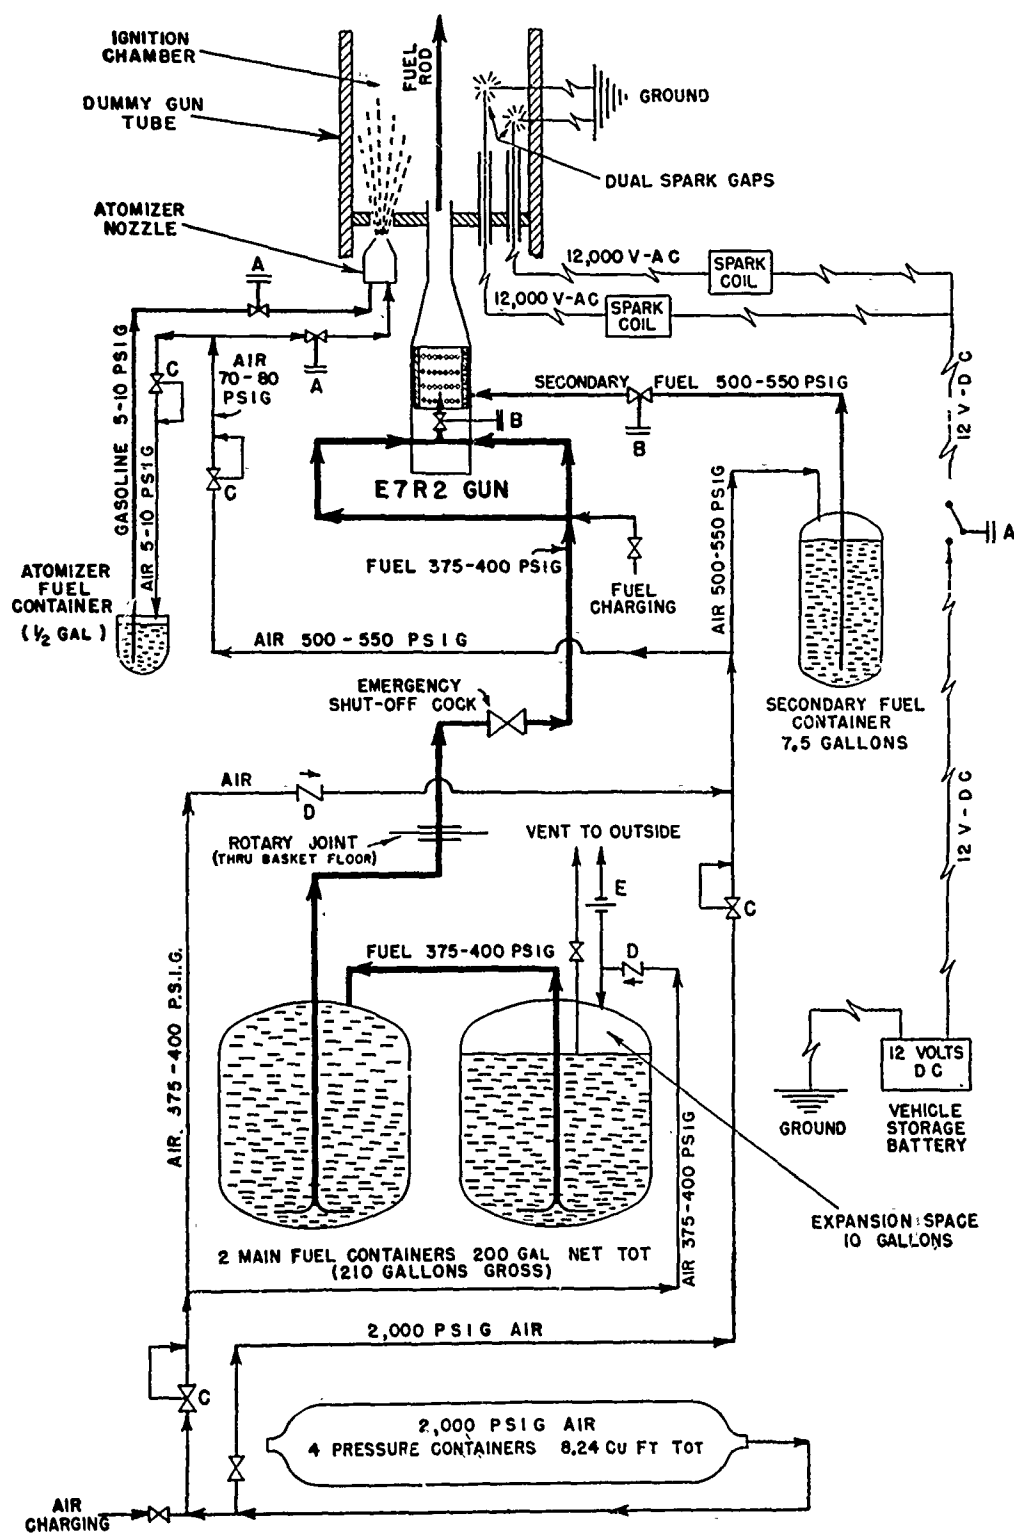 IGNITION
CHAMBER
FUEL
ROD
GROUND
DUMMY GUN
TUBE
DUAL SPARK GAPS
ATOMIZER
NOZZLE
12,000 V-AC
SPARK
COIL
12,000 V-AC
SPARK
COIL
A
A
AIR
70-80
PSIG
C
C
GASOLINE 5-10 PSIG
AIR 5-10 PSIG
SECONDARY FUEL 500-550 PSIG
B
B
12 V-DC
E7R2 GUN
AIR 500-550 PSIG
A
FUEL 375-400 PSIG
FUEL
CHARGING
ATOMIZER
FUEL
CONTAINER
(1/2 GAL)
AIR 500-550 PSIG
EMERGENCY
SHUT-OFF COCK
SECONDARY FUEL
CONTAINER
7.5 GALLONS
AIR
D
12 V-DC
ROTARY JOINT
(THRU BASKET FLOOR)
VENT TO OUTSIDE
E
C
FUEL 375-400 PSIG
D
AIR 375-400 P.S.I.G.
12 VOLTS
DC
GROUND
VEHICLE
STORAGE
BATTERY
AIR 375-400 PSIG
EXPANSION SPACE
10 GALLONS
2 MAIN FUEL CONTAINERS 200 GAL NET TOT
(210 GALLONS GROSS)
2,000 PSIG AIR
C
2,000 PSIG AIR
4 PRESSURE CONTAINERS 8.24 CU FT TOT
AIR
CHARGING